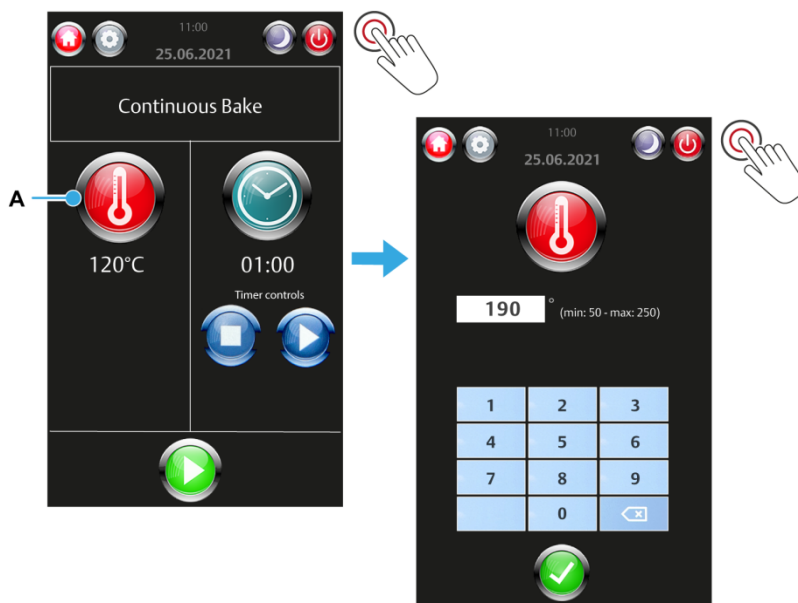 11:00
25.06.2021
Continuous Bake
A
120°C
01:00
Timer controls
11:00
25.06.2021
190 ° (min: 50 - max: 250)
1 2 3
4 5 6
7 8 9
0